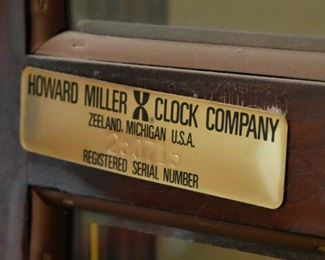 HOWARD MILLER CLOCK COMPANY
ZEELAND, MICHIGAN U.S.A.
REGISTERED SERIAL NUMBER